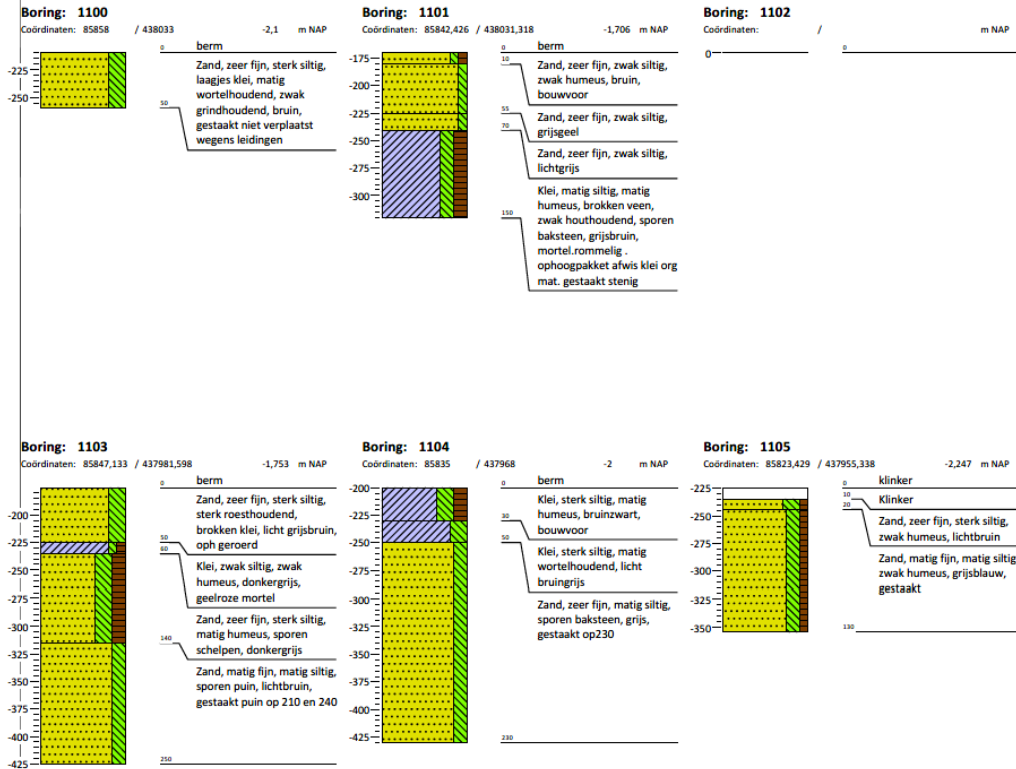 Boring: 1100
Coördinaten: 85858 / 438033 -2,1 m NAP
-225
-250
0
berm
50
Zand, zeer fijn, sterk siltig,
laagjes klei, matig
wortelhoudend, zwak
grindhoudend, bruin,
gestaakt niet verplaatst
wegens leidingen
Boring: 1101
Coördinaten: 85842,426 / 438031,318 -1,706 m NAP
-175
-200
-225
-250
-275
-300
0
berm
10
Zand, zeer fijn, zwak siltig,
zwak humeus, bruin,
bouwvoor
55
Zand, zeer fijn, zwak siltig,
grijsgeel
70
Zand, zeer fijn, zwak siltig,
lichtgrijs
Klei, matig siltig, matig
humeus, brokken veen,
zwak houthoudend, sporen
baksteen, grijsbruin,
mortel.rommelig .
ophoogpakket afwis klei org
mat. gestaakt stenig
150
Boring: 1102
Coördinaten: / m NAP
0
0
Boring: 1103
Coördinaten: 85847,133 / 437981,598 -1,753 m NAP
-200
-225
-250
-275
-300
-325
-350
-375
-400
-425
0
berm
Zand, zeer fijn, sterk siltig,
sterk roesthoudend,
brokken klei, licht grijsbruin,
oph geroerd
50
60
Klei, zwak siltig, zwak
humeus, donkergrijs,
geelroze mortel
Zand, zeer fijn, sterk siltig,
matig humeus, sporen
schelpen, donkergrijs
140
Zand, matig fijn, matig siltig,
sporen puin, lichtbruin,
gestaakt puin op 210 en 240
250
Boring: 1104
Coördinaten: 85835 / 437968 -2 m NAP
-200
-225
-250
-275
-300
-325
-350
-375
-400
-425
0
berm
Klei, sterk siltig, matig
humeus, bruinzwart,
bouwvoor
30
50
Klei, sterk siltig, matig
wortelhoudend, licht
bruingrijs
Zand, zeer fijn, matig siltig,
sporen baksteen, grijs,
gestaakt op230
230
Boring: 1105
Coördinaten: 85823,429 / 437955,338 -2,247 m NAP
-225
-250
-275
-300
-325
-350
0
klinker
10
Klinker
20
Zand, zeer fijn, sterk siltig,
zwak humeus, lichtbruin
Zand, matig fijn, matig siltig
zwak humeus, grijsblauw,
gestaakt
130